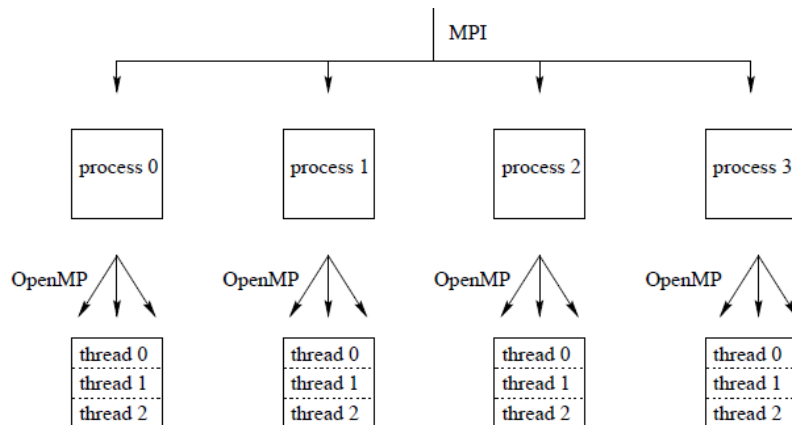 MPI
process 0
process 1
process 2
process 3
OpenMP
OpenMP
OpenMP
OpenMP
thread 0
thread 1
thread 2
thread 0
thread 1
thread 2
thread 0
thread 1
thread 2
thread 0
thread 1
thread 2